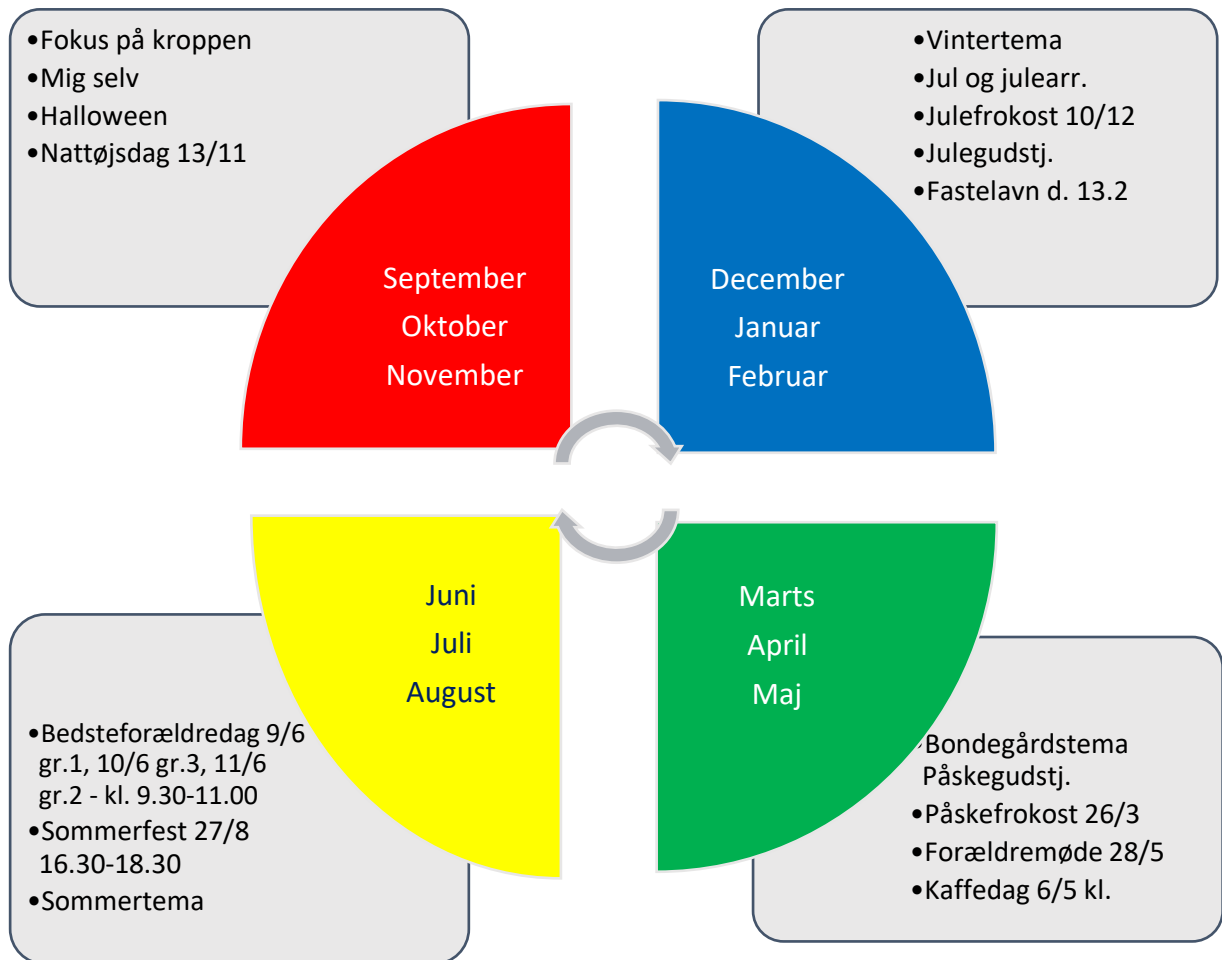 •Fokus på kroppen
•Mig selv
•Halloween
•Nattøjsdag 13/11
•Vintertema
•Jul og julearr.
•Julefrokost 10/12
•Julegudstj.
•Fastelavn d. 13.2
September
Oktober
November
December
Januar
Februar
Juni
Juli
August
Marts
April
Maj
•Bedsteforældredag 9/6
gr.1, 10/6 gr.3, 11/6
gr.2 - kl. 9.30-11.00
•Sommerfest 27/8
16.30-18.30
•Sommertema
•Bondegårdstema
Påskegudstj.
•Påskefrokost 26/3
•Forældremøde 28/5
•Kaffedag 6/5 kl.